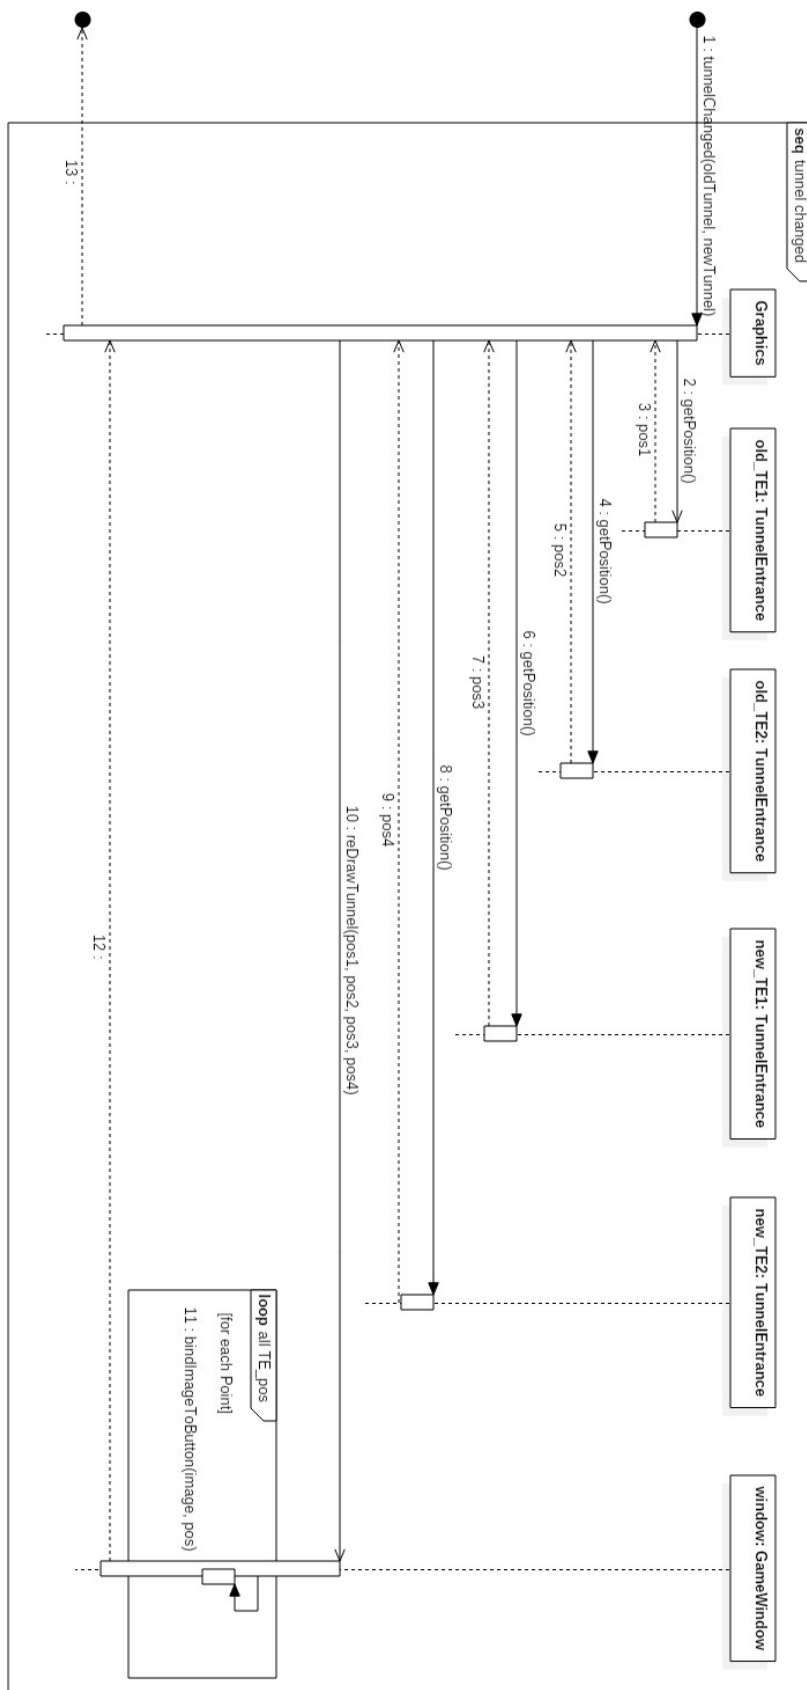 seq tunnel changed
Graphics
old_TE1: TunnelEntrance
old_TE2: TunnelEntrance
new_TE1: TunnelEntrance
new_TE2: TunnelEntrance
window: GameWindow
1 : tunnelChanged(oldTunnel, newTunnel)
2 : getPosition()
3 : pos1
4 : getPosition()
5 : pos2
6 : getPosition()
7 : pos3
8 : getPosition()
9 : pos4
10 : reDrawTunnel(pos1, pos2, pos3, pos4)
loop all TE_pos
[for each Point]
11 : bindImageToButton(image, pos)
12 :
13 :